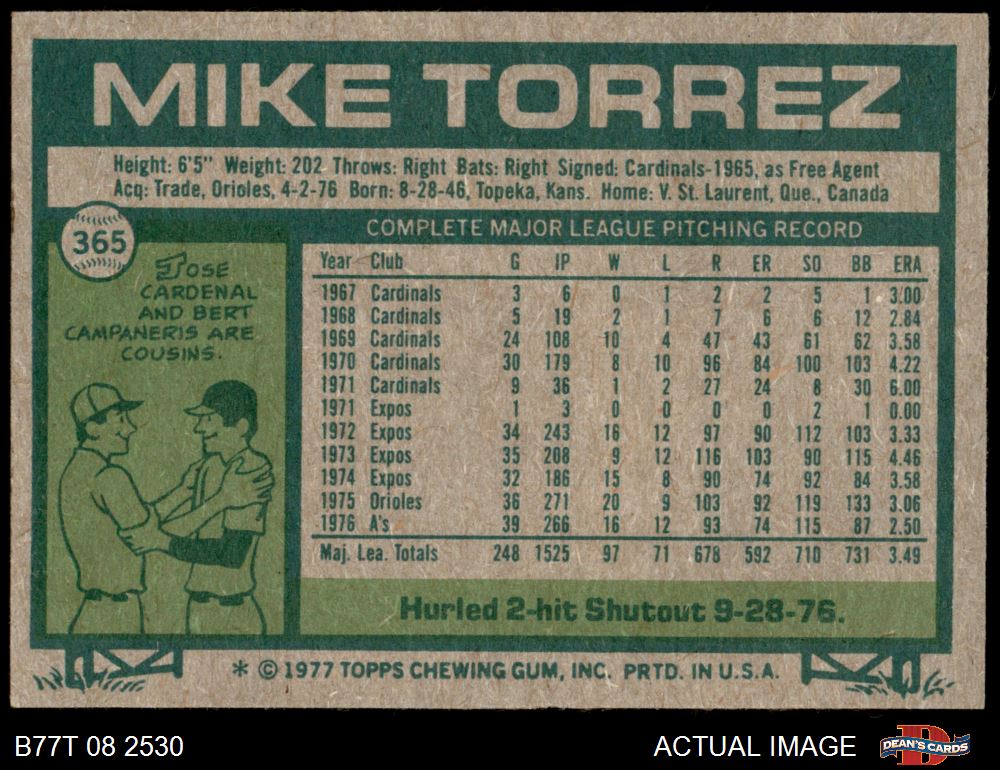 MIKE TORREZ
Height: 6'5" Weight: 202 Throws: Right Bats: Right Signed: Cardinals-1965, as Free Agent
Acq: Trade, Orioles, 4-2-76 Born: 8-28-46, Topeka, Kans. Home: V. St. Laurent, Que., Canada
365
JOSE
CARDENAL
AND BERT
CAMPANERIS ARE
COUSINS.
COMPLETE MAJOR LEAGUE PITCHING RECORD
Year Club G IP W L R ER SO BB ERA
1967 Cardinals 3 6 0 1 2 2 5 1 3.00
1968 Cardinals 5 19 2 1 7 6 6 12 2.84
1969 Cardinals 24 108 10 4 47 43 61 62 3.58
1970 Cardinals 30 179 8 10 96 84 100 103 4.22
1971 Cardinals 9 36 1 2 27 24 8 30 6.00
1971 Expos 1 3 0 0 0 0 2 1 0.00
1972 Expos 34 243 16 12 97 90 112 103 3.33
1973 Expos 35 208 9 12 116 103 90 115 4.46
1974 Expos 32 186 15 8 90 74 92 84 3.58
1975 Orioles 36 271 20 9 103 92 119 133 3.06
1976 A's 39 266 16 12 93 74 115 87 2.50
Maj. Lea. Totals 248 1525 97 71 678 592 710 731 3.49
Hurled 2-hit Shutout 9-28-76.
* © 1977 TOPPS CHEWING GUM, INC. PRTD. IN U.S.A.
B77T 08 2530
ACTUAL IMAGE
DEAN'S CARDS